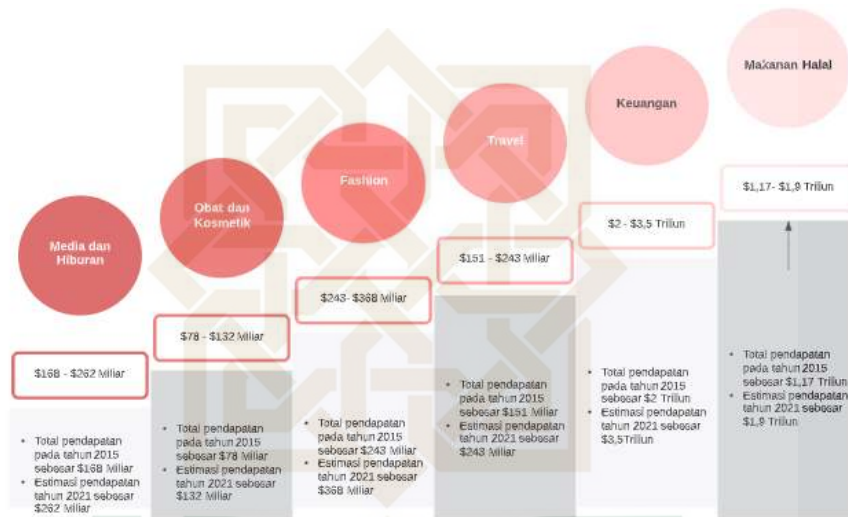 Media dan
Hiburan
$168 - $262 Miliar
• Total pendapatan
pada tahun 2015
sebesar $168 Miliar
• Estimasi pendapatan
tahun 2021 sebesar
$262 Miliar
Obat dan
Kosmetik
$78 - $132 Miliar
• Total pendapatan
pada tahun 2015
sebesar $78 Miliar
• Estimasi pendapatan
tahun 2021 sebesar
$132 Miliar
Fashion
$243- $368 Miliar
• Total pendapatan
pada tahun 2015
sebesar $243 Miliar
• Estimasi pendapatan
tahun 2021 sebesar
$368 Miliar
Travel
$151 - $243 Miliar
• Total pendapatan
pada tahun 2015
sebesar $151 Miliar
• Estimasi pendapatan
tahun 2021 sebesar
$243 Miliar
Keuangan
$2 - $3,5 Triliun
• Total pendapatan
pada tahun 2015
sebesar $2 Triliun
• Estimasi pendapatan
tahun 2021 sebesar
$3,5Triliun
Makanan Halal
$1,17- $1,9 Triliun
• Total pendapatan
pada tahun 2015
sebesar $1,17 Triliun
• Estimasi pendapatan
tahun 2021 sebesar
$1,9 Triliun